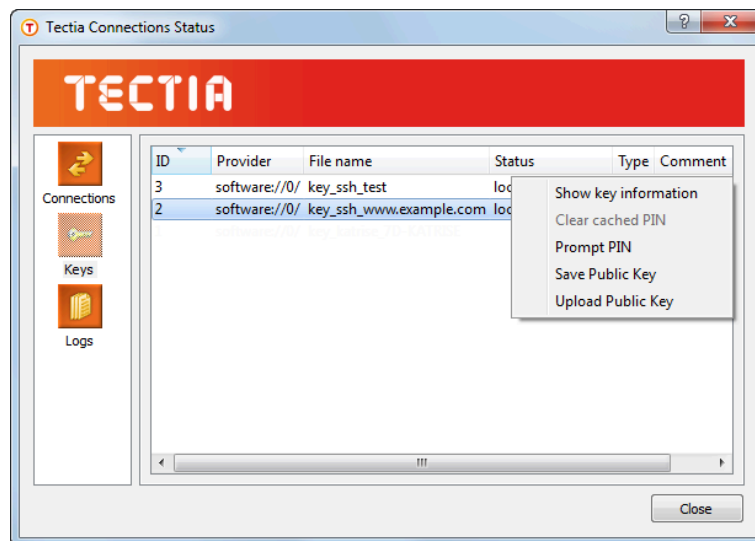 Tectia Connections Status
TECTIA
Connections
Keys
Logs
ID Provider File name Status Type Comment
3 software://0/ key_ssh_test loc
2 software://0/ key_ssh_www.example.com loc
Show key information
Clear cached PIN
Prompt PIN
Save Public Key
Upload Public Key
Close